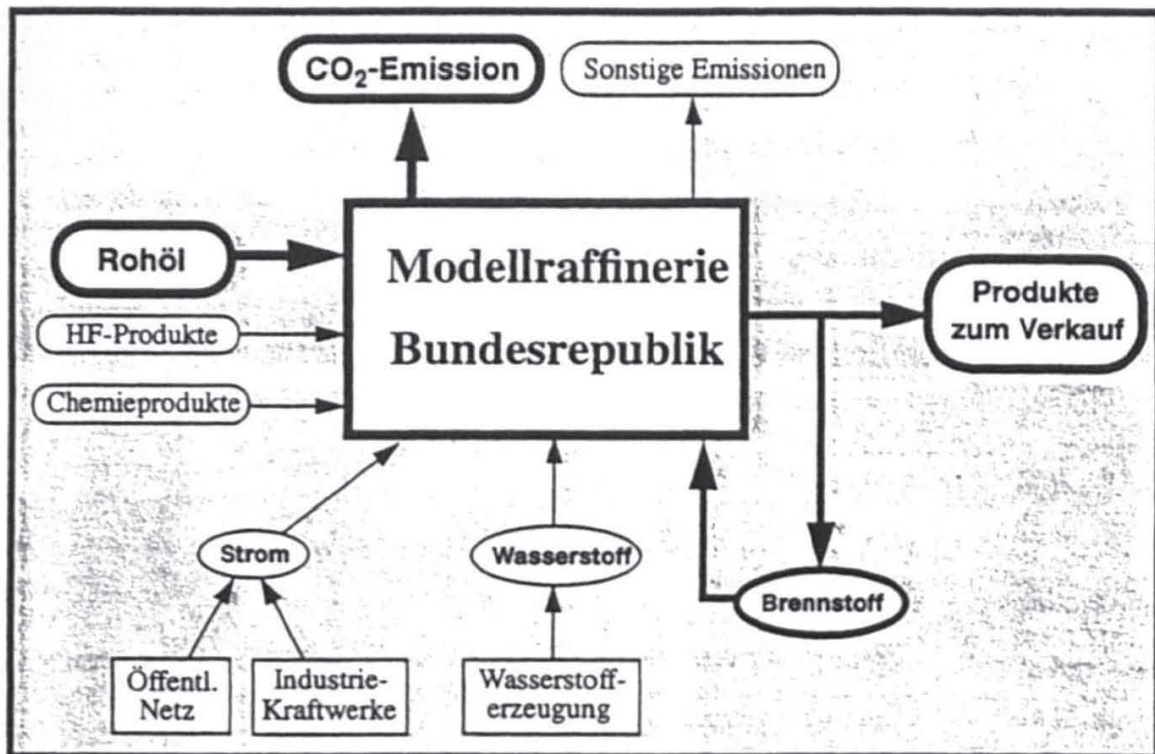 CO₂-Emission
Sonstige Emissionen
Rohöl
HF-Produkte
Chemieprodukte
Modellraffinerie
Bundesrepublik
Produkte
zum Verkauf
Strom
Wasserstoff
Brennstoff
Öffentl.
Netz
Industrie-
Kraftwerke
Wasserstoff-
erzeugung